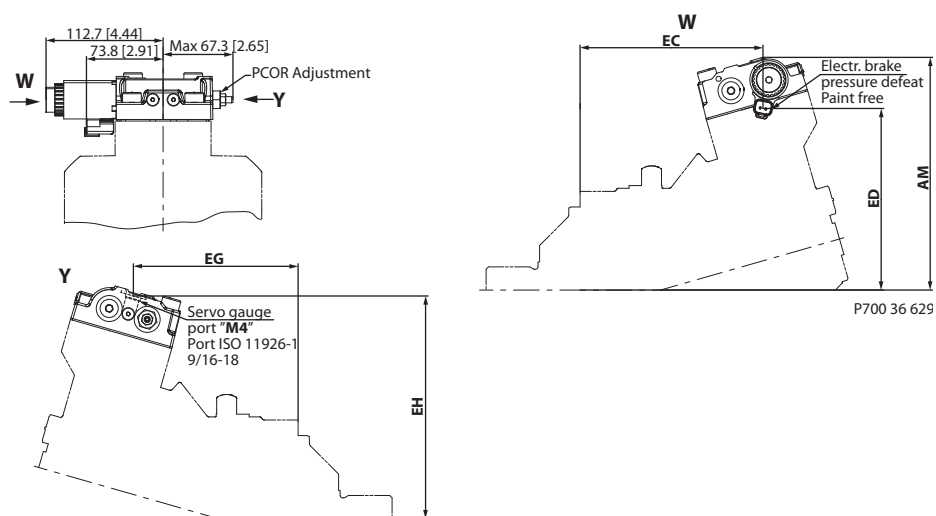 112.7 [4.44]
73.8 [2.91]
Max 67.3 [2.65]
PCOR Adjustment
W
Y
W
EC
Electr. brake
pressure defeat
Paint free
ED
AM
P700 36 629
Y
EG
Servo gauge
port "M4"
Port ISO 11926-1
9/16-18
EH